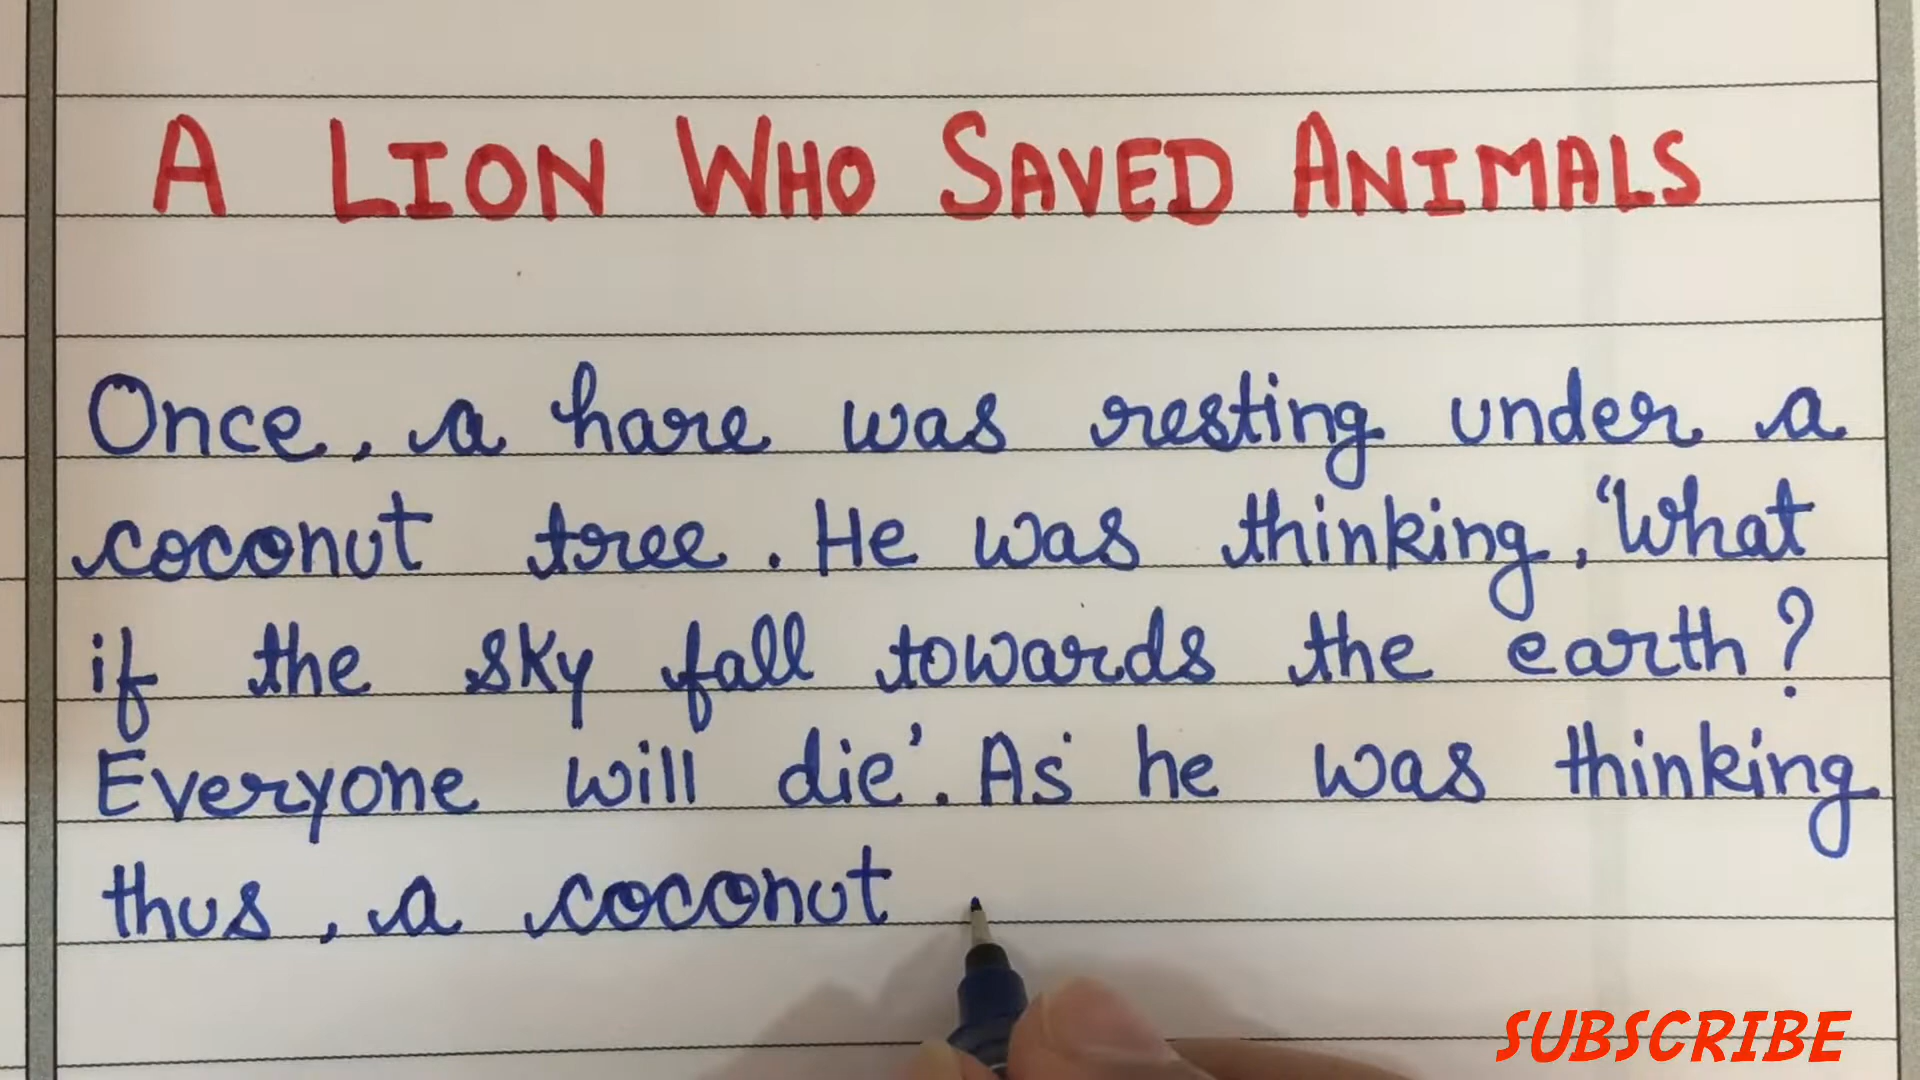 A LION WHO SAVED ANIMALS
Once, a hare was resting under a
coconut tree. He was thinking, 'What
if the sky fall towards the earth?
Everyone will die'. As he was thinking
thus, a coconut
SUBSCRIBE